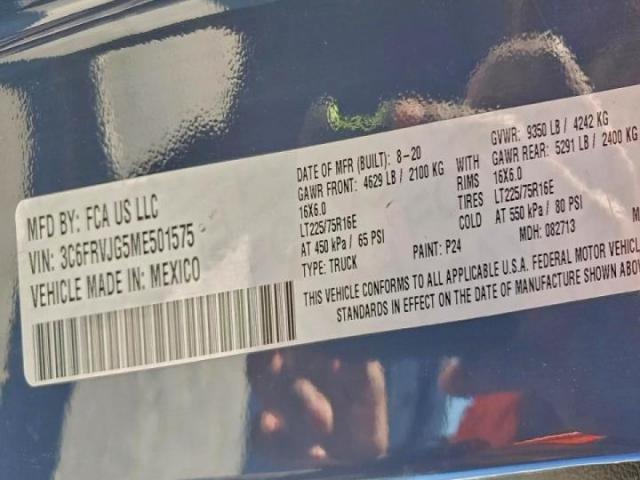 MFD BY: FCA US LLC
VIN: 3C6FRVJG5ME501575
VEHICLE MADE IN: MEXICO
DATE OF MFR (BUILT): 8-20
GAWR FRONT: 4629 LB / 2100 KG
16X6.0
LT225/75R16E
AT 450 kPa / 65 PSI
TYPE: TRUCK
PAINT: P24
WITH
RIMS
TIRES
COLD
GVWR: 9350 LB / 4242 KG
GAWR REAR: 5291 LB / 2400 KG
16X6.0
LT225/75R16E
AT 550 kPa / 80 PSI
MDH: 082713
THIS VEHICLE CONFORMS TO ALL APPLICABLE U.S.A. FEDERAL MOTOR VEHICLE
STANDARDS IN EFFECT ON THE DATE OF MANUFACTURE SHOWN ABOV